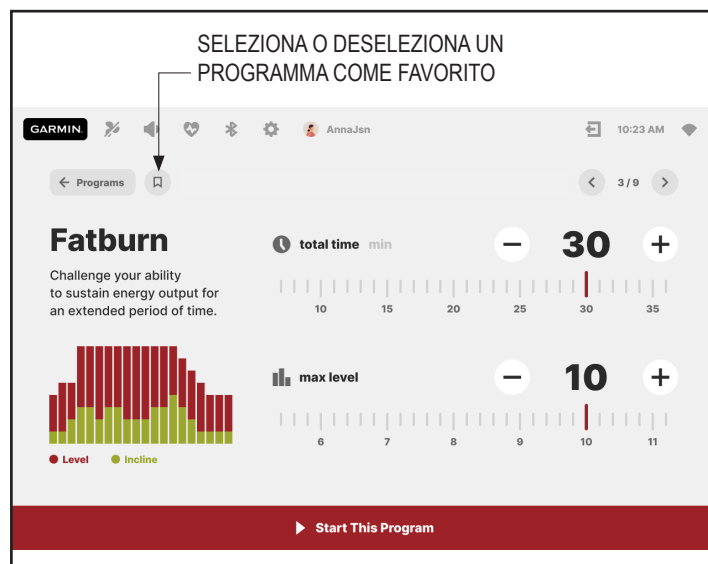 SELEZIONA O DESELEZIONA UN
PROGRAMMA COME FAVORITO
GARMIN.
AnnaJsn
10:23 AM
Programs
3 / 9
Fatburn
Challenge your ability
to sustain energy output for
an extended period of time.
total time min
30
10 15 20 25 30 35
max level
10
6 7 8 9 10 11
Level Incline
Start This Program